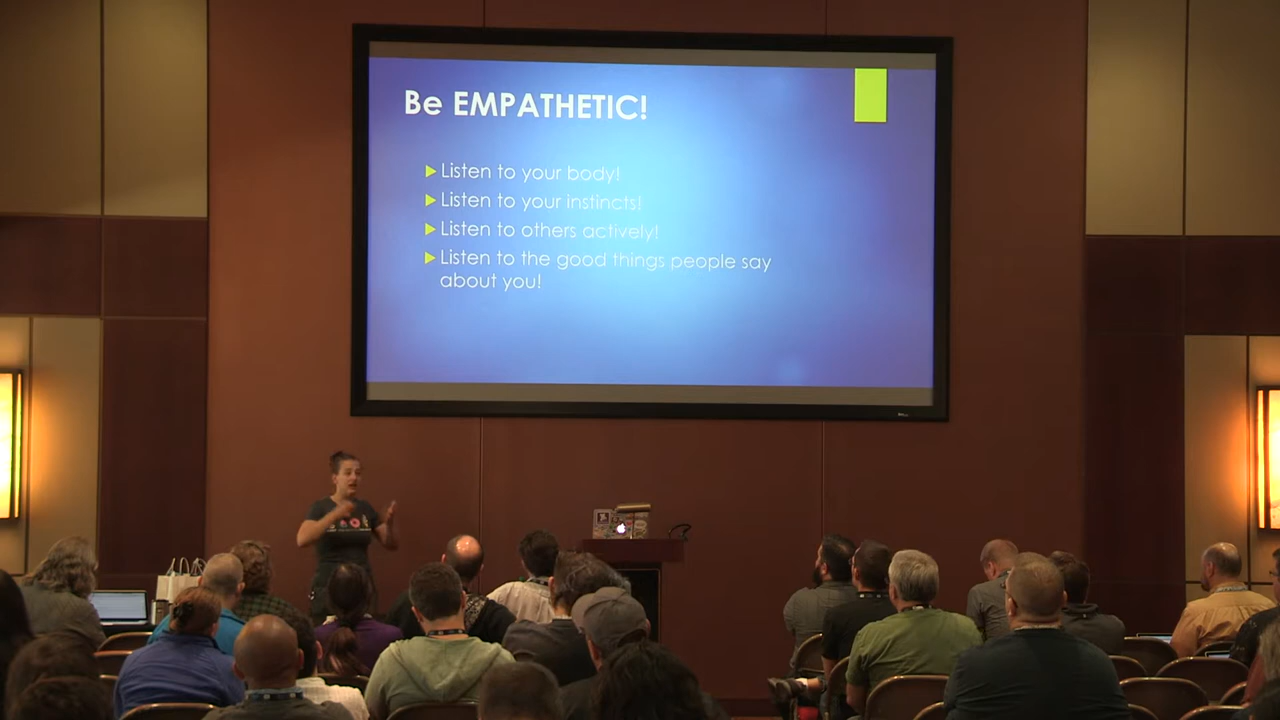 Be EMPATHETIC!
Listen to your body!
Listen to your instincts!
Listen to others actively!
Listen to the good things people say
about you!